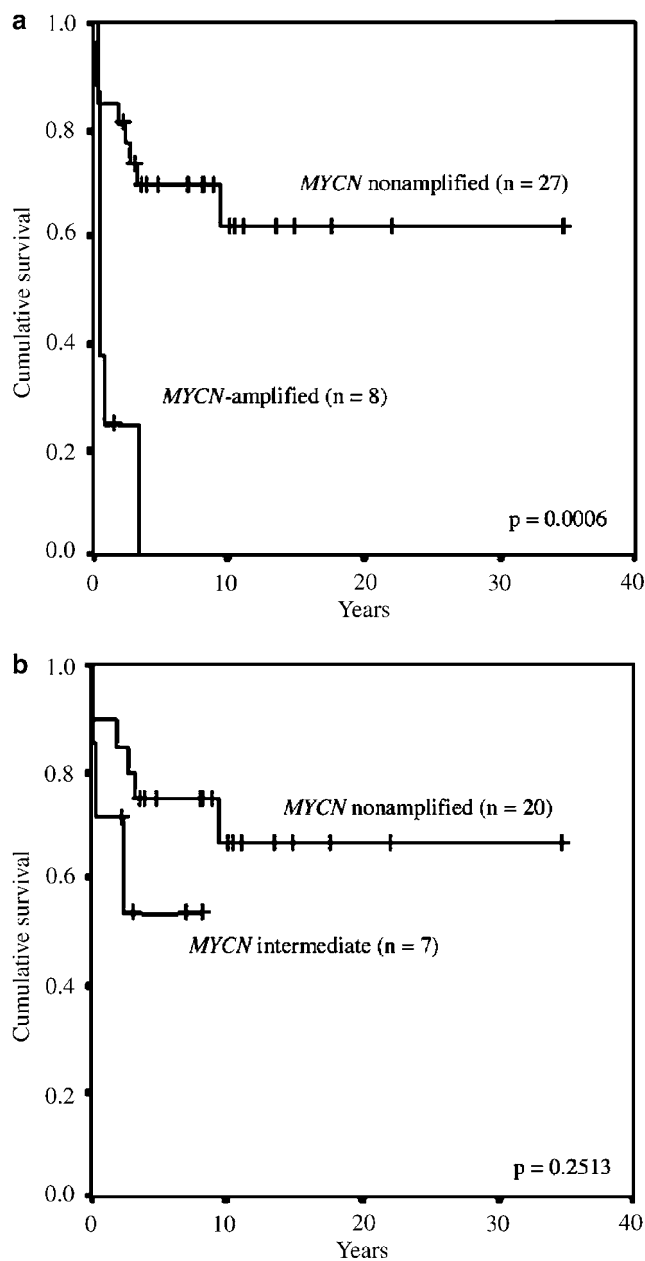 a
1.0
0.8
0.6
0.4
0.2
0.0
Cumulative survival
MYCN nonamplified (n = 27)
MYCN-amplified (n = 8)
p = 0.0006
0 10 20 30 40
Years
b
1.0
0.8
0.6
0.4
0.2
0.0
Cumulative survival
MYCN nonamplified (n = 20)
MYCN intermediate (n = 7)
p = 0.2513
0 10 20 30 40
Years